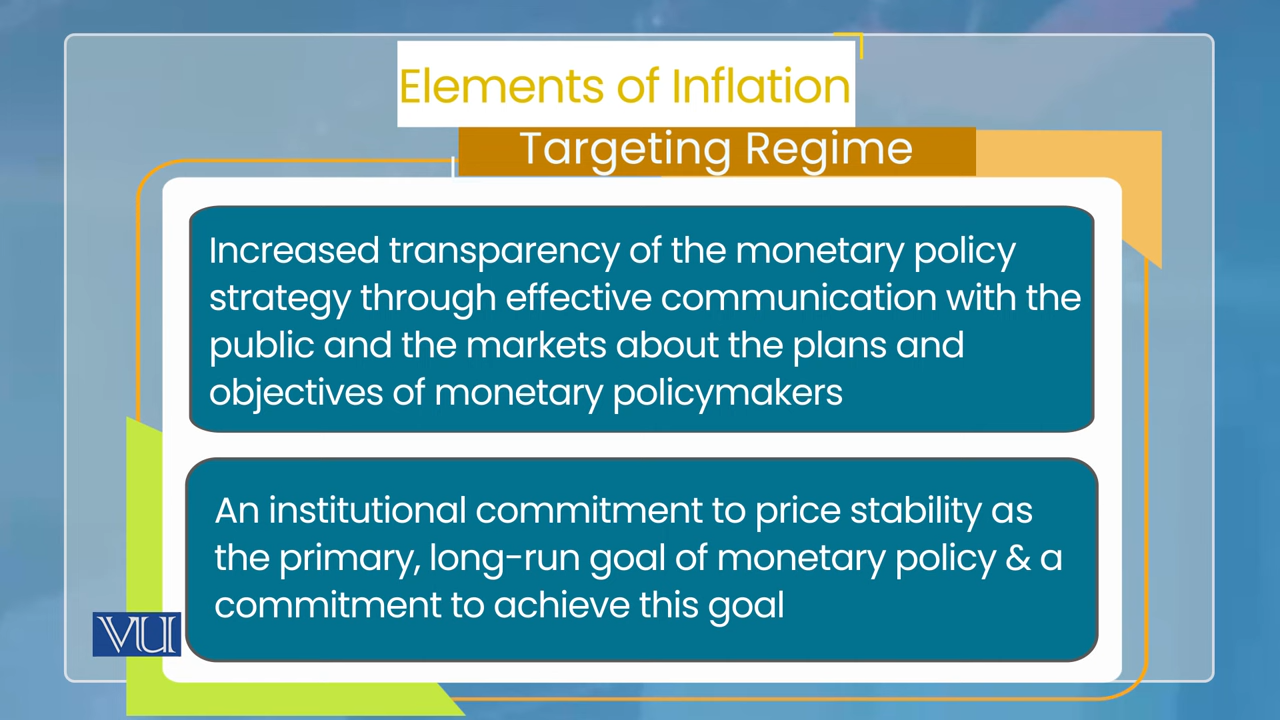 Elements of Inflation
Targeting Regime
Increased transparency of the monetary policy
strategy through effective communication with the
public and the markets about the plans and
objectives of monetary policymakers
An institutional commitment to price stability as
the primary, long-run goal of monetary policy & a
commitment to achieve this goal
VU